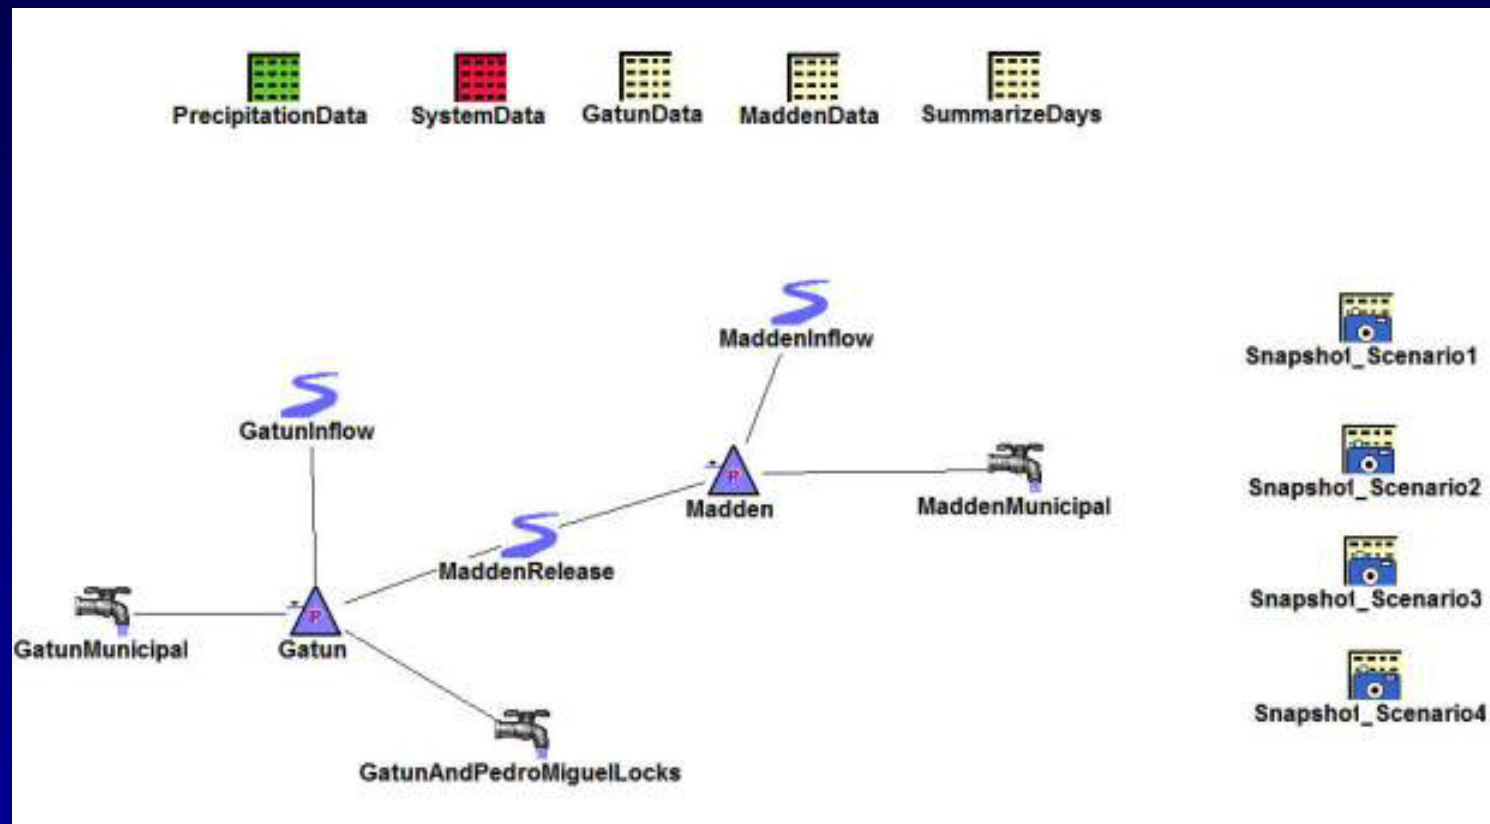 PrecipitationData
SystemData
GatunData
MaddenData
SummarizeDays
MaddenInflow
Snapshot_Scenario1
GatunInflow
P
Madden
MaddenMunicipal
Snapshot_Scenario2
MaddenRelease
Snapshot_Scenario3
P
GatunMunicipal
Gatun
Snapshot_Scenario4
GatunAndPedroMiguelLocks